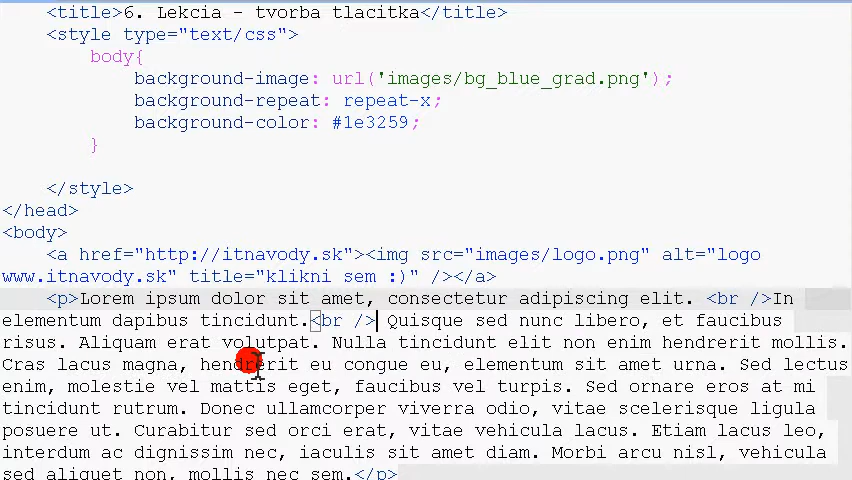 <title>6. Lekcia - tvorba tlacitka</title>
<style type="text/css">
body{
background-image: url('images/bg_blue_grad.png');
background-repeat: repeat-x;
background-color: #1e3259;
}
</style>
</head>
<body>
<a href="http://itnavody.sk"><img src="images/logo.png" alt="logo
www.itnavody.sk" title="klikni sem :)" /></a>
<p>Lorem ipsum dolor sit amet, consectetur adipiscing elit. <br />In
elementum dapibus tincidunt.<br /> Quisque sed nunc libero, et faucibus
risus. Aliquam erat volutpat. Nulla tincidunt elit non enim hendrerit mollis.
Cras lacus magna, hendrerit eu congue eu, elementum sit amet urna. Sed lectus
enim, molestie vel mattis eget, faucibus vel turpis. Sed ornare eros at mi
tincidunt rutrum. Donec ullamcorper viverra odio, vitae scelerisque ligula
posuere ut. Curabitur sed orci erat, vitae vehicula lacus. Etiam lacus leo,
interdum ac dignissim nec, iaculis sit amet diam. Morbi arcu nisl, vehicula
sed aliquet non, mollis nec sem.</p>